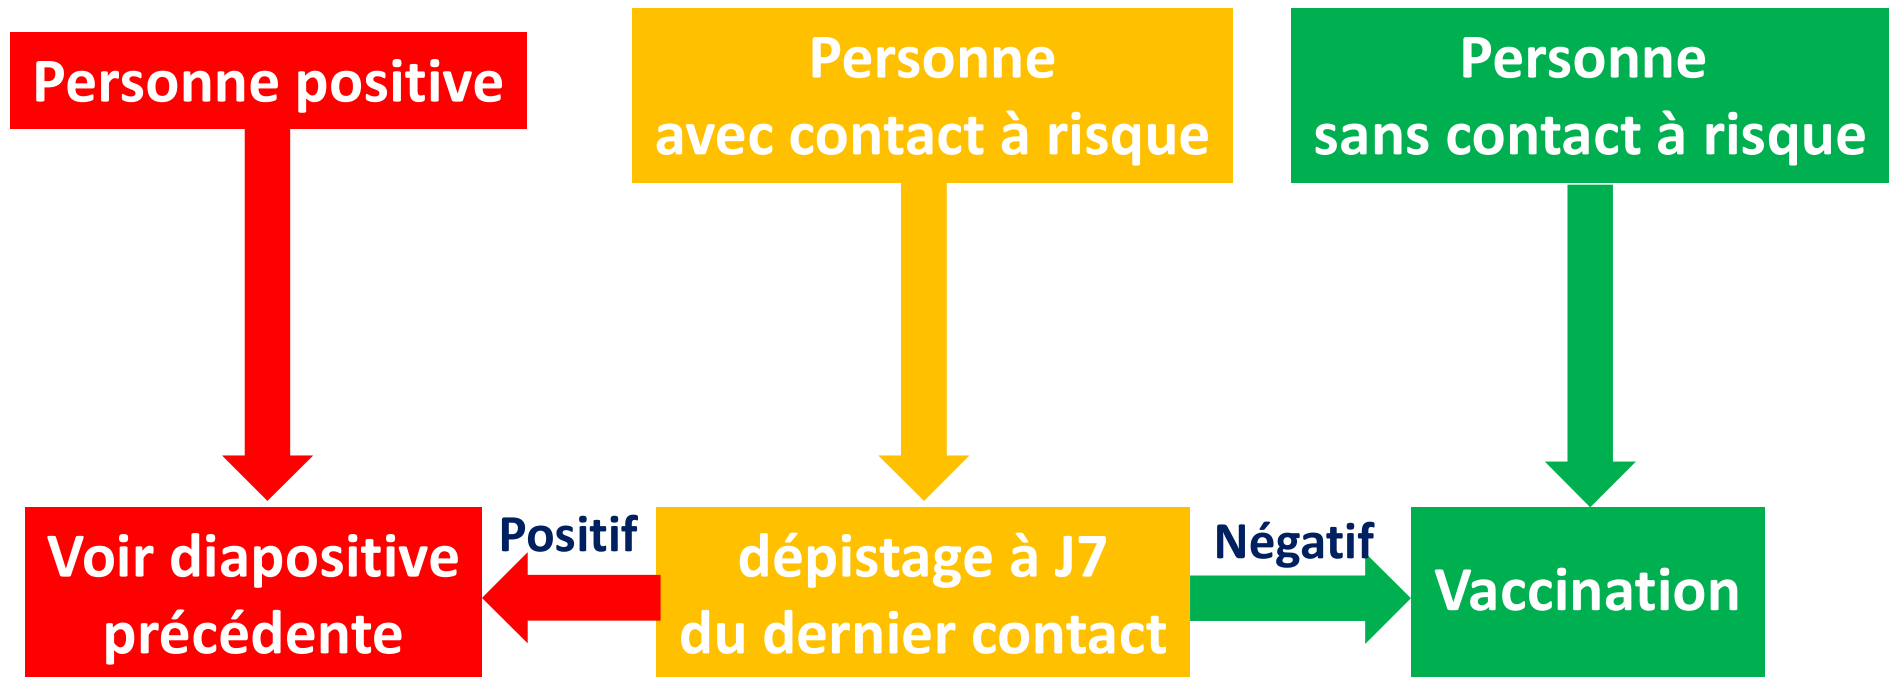 Personne positive
Personne
avec contact à risque
Personne
sans contact à risque
Voir diapositive
précédente
Positif
dépistage à J7
du dernier contact
Négatif
Vaccination